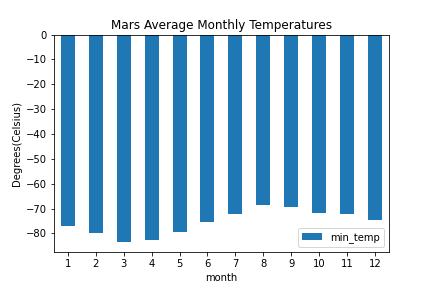 Mars Average Monthly Temperatures
0
−10
−20
−30
−40
−50
−60
−70
−80
Degrees(Celsius)
1 2 3 4 5 6 7 8 9 10 11 12
month
min_temp